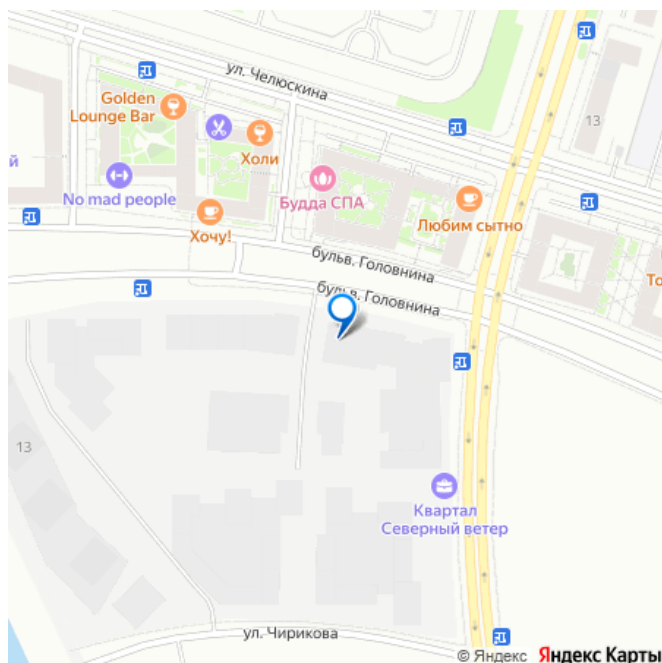 ул. Челюскина
Golden
Lounge Bar
13
Холи
й
No mad people
Будда СПА
Любим сытно
Хочу!
бульв. Головнина
То
бульв. Головнина
13
Квартал
Северный ветер
ул. Чирикова
© Яндекс Яндекс Карты